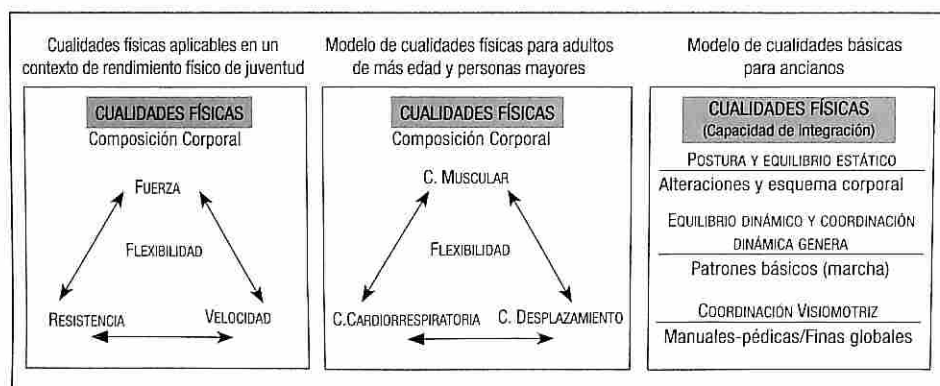 Cualidades físicas aplicables en un
contexto de rendimiento físico de juventud
CUALIDADES FÍSICAS
Composición Corporal
FUERZA
FLEXIBILIDAD
RESISTENCIA
VELOCIDAD
Modelo de cualidades físicas para adultos
de más edad y personas mayores
CUALIDADES FÍSICAS
Composición Corporal
C. MUSCULAR
FLEXIBILIDAD
C.CARDIORRESPIRATORIA
C. DESPLAZAMIENTO
Modelo de cualidades básicas
para ancianos
CUALIDADES FÍSICAS
(Capacidad de integración)
POSTURA Y EQUILIBRIO ESTÁTICO
Alteraciones y esquema corporal
EQUILIBRIO DINÁMICO Y COORDINACIÓN
DINÁMICA GENERA
Patrones básicos (marcha)
COORDINACIÓN VISIOMOTRIZ
Manuales-pédicas/Finas globales